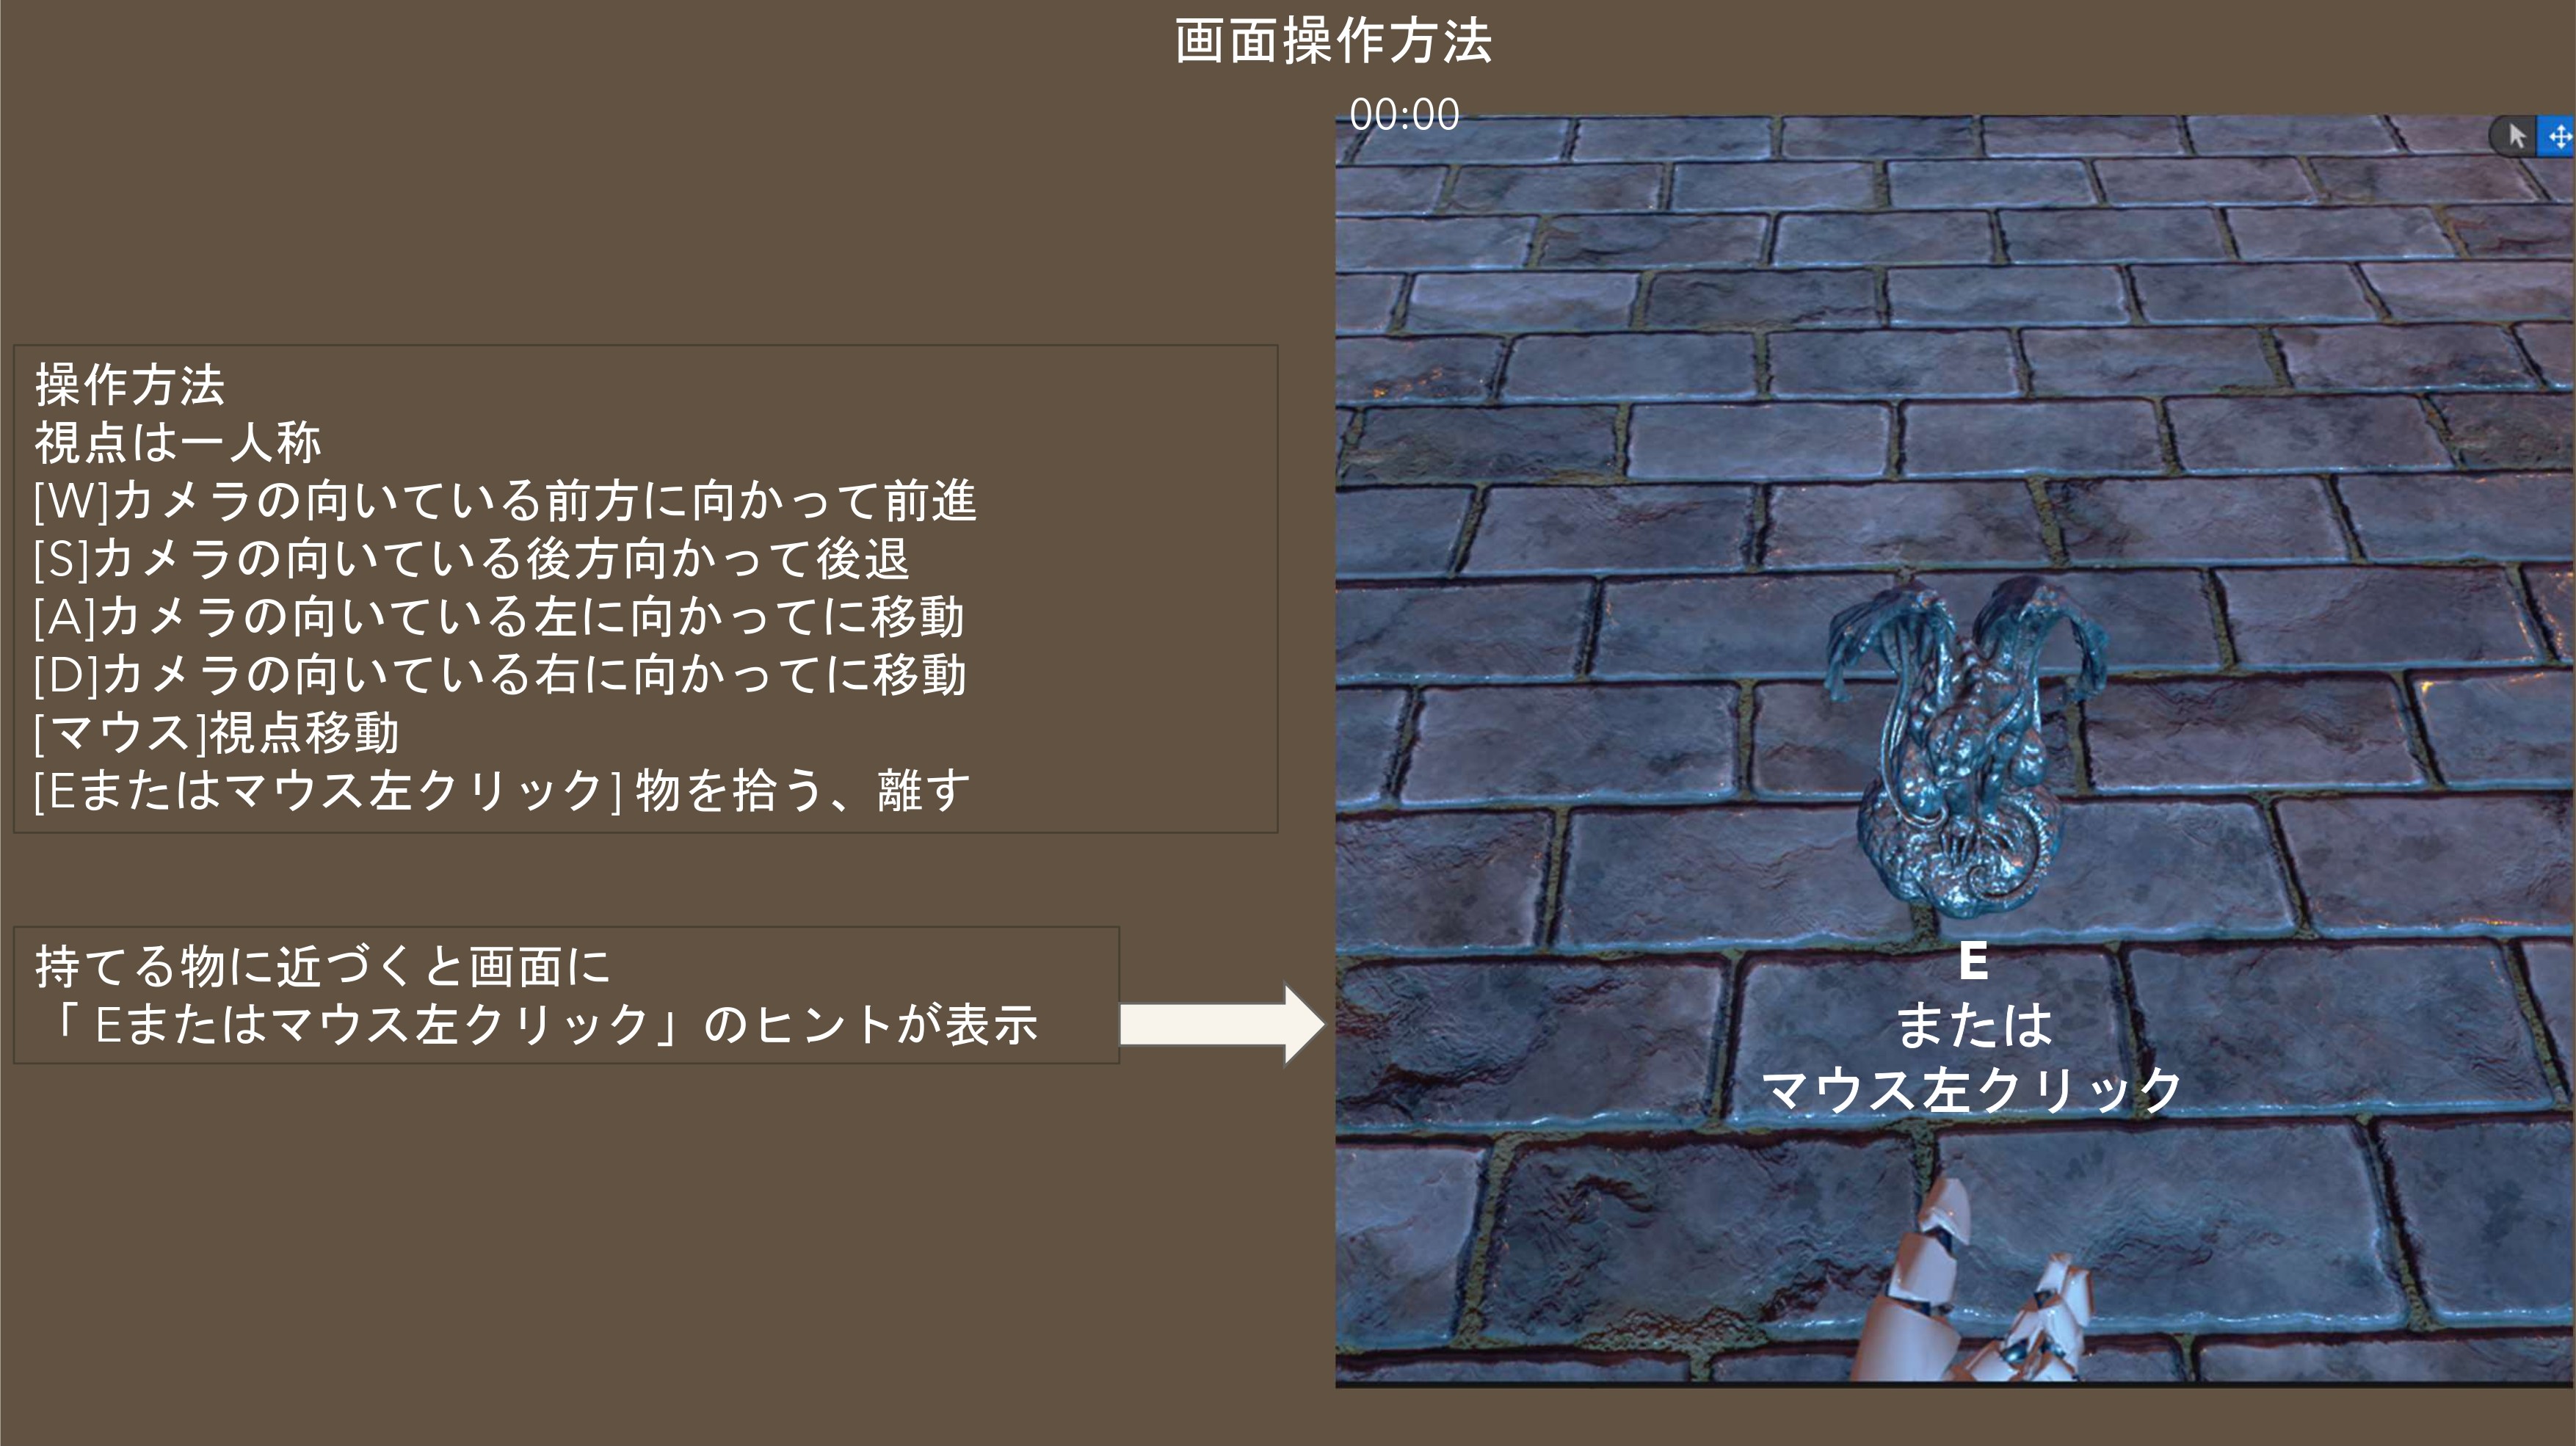 画面操作方法
00:00
操作方法
視点は一人称
[W]カメラの向いている前方に向かって前進
[S]カメラの向いている後方向かって後退
[A]カメラの向いている左に向かってに移動
[D]カメラの向いている右に向かってに移動
[マウス]視点移動
[Eまたはマウス左クリック] 物を拾う、離す
持てる物に近づくと画面に
「 Eまたはマウス左クリック」のヒントが表示
E
または
マウス左クリック